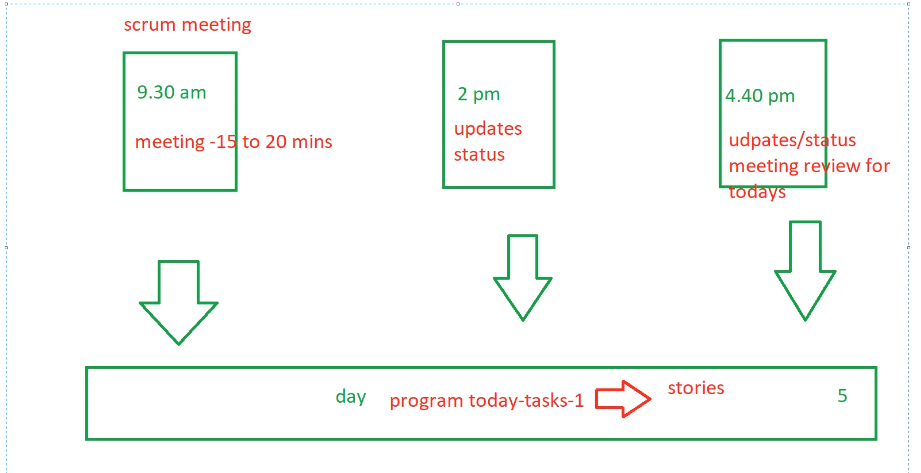 scrum meeting
9.30 am
meeting -15 to 20 mins
2 pm
updates
status
4.40 pm
udpates/status
meeting review for
todays
day
program today-tasks-1
stories
5